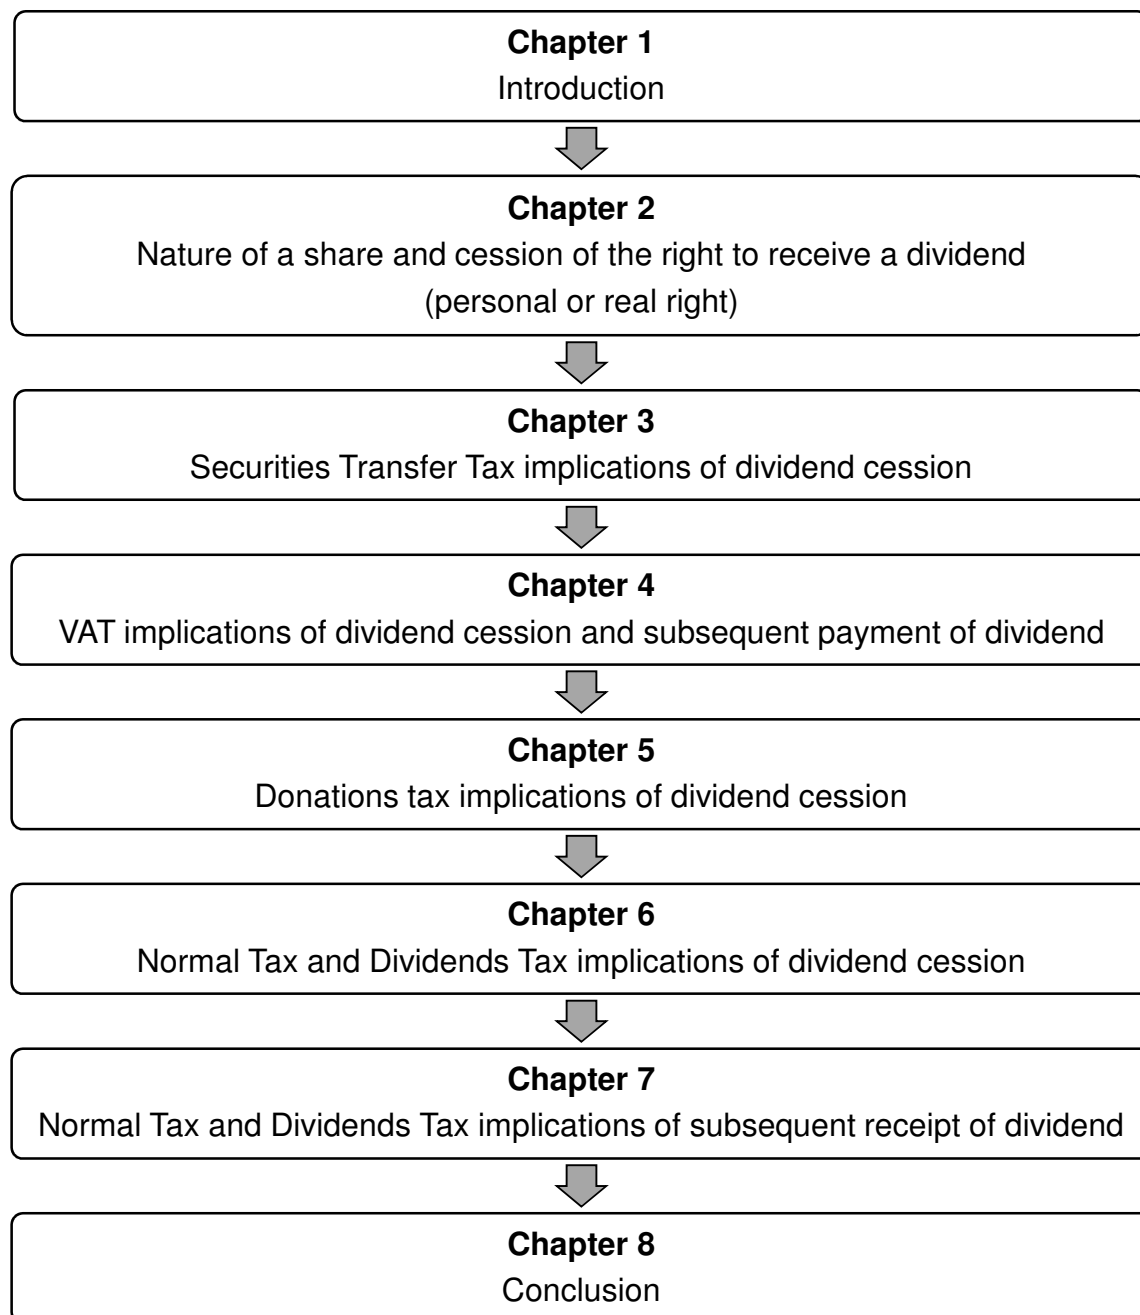 Chapter 1
Introduction
Chapter 2
Nature of a share and cession of the right to receive a dividend
(personal or real right)
Chapter 3
Securities Transfer Tax implications of dividend cession
Chapter 4
VAT implications of dividend cession and subsequent payment of dividend
Chapter 5
Donations tax implications of dividend cession
Chapter 6
Normal Tax and Dividends Tax implications of dividend cession
Chapter 7
Normal Tax and Dividends Tax implications of subsequent receipt of dividend
Chapter 8
Conclusion